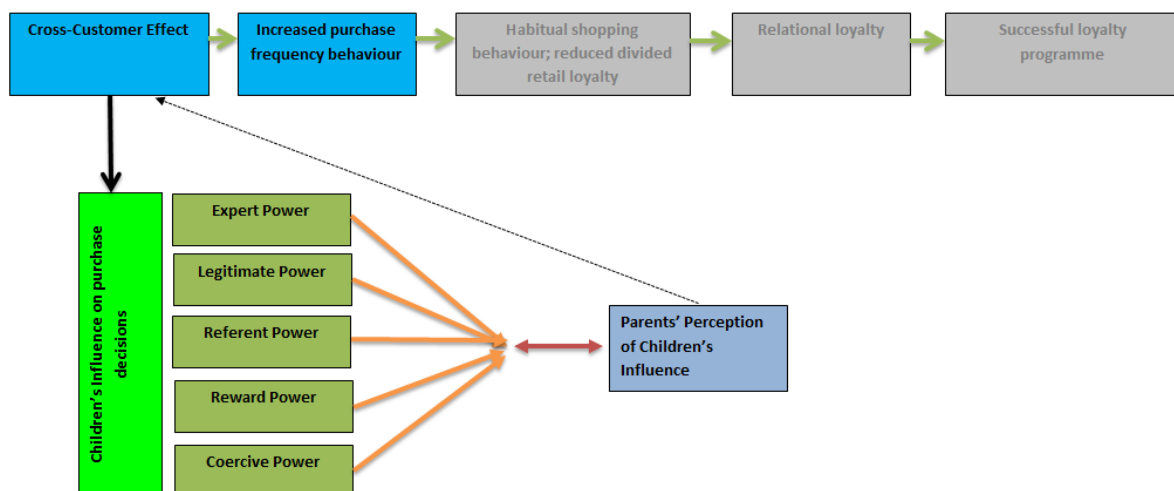 Cross-Customer Effect
Increased purchase
frequency behaviour
Habitual shopping
behaviour; reduced divided
retail loyalty
Relational loyalty
Successful loyalty
programme
Children's Influence on purchase
decisions
Expert Power
Legitimate Power
Referent Power
Reward Power
Coercive Power
Parents' Perception
of Children's
Influence